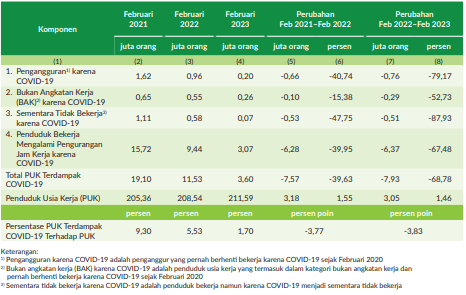 Komponen Februari 2021 Februari 2022 Februari 2023 Perubahan Feb 2021–Feb 2022 Perubahan Feb 2022–Feb 2023
juta orang juta orang juta orang juta orang persen juta orang persen
(1) (2) (3) (4) (5) (6) (7) (8)
1. Pengangguran¹⁾ karena
COVID-19 1,62 0,96 0,20 -0,66 -40,74 -0,76 -79,17
2. Bukan Angkatan Kerja
(BAK)²⁾ karena COVID-19 0,65 0,55 0,26 -0,10 -15,38 -0,29 -52,73
3. Sementara Tidak Bekerja³⁾
karena COVID-19 1,11 0,58 0,07 -0,53 -47,75 -0,51 -87,93
4. Penduduk Bekerja
Mengalami Pengurangan
Jam Kerja karena
COVID-19 15,72 9,44 3,07 -6,28 -39,95 -6,37 -67,48
Total PUK Terdampak
COVID-19 19,10 11,53 3,60 -7,57 -39,63 -7,93 -68,78
Penduduk Usia Kerja (PUK) 205,36 208,54 211,59 3,18 1,55 3,05 1,46
persen persen persen persen poin persen poin
Persentase PUK Terdampak
COVID-19 Terhadap PUK 9,30 5,53 1,70 -3,77 -3,83
Keterangan:
¹⁾ Pengangguran karena COVID-19 adalah penganggur yang pernah berhenti bekerja karena COVID-19 sejak Februari 2020
²⁾ Bukan angkatan kerja (BAK) karena COVID-19 adalah penduduk usia kerja yang termasuk dalam kategori bukan angkatan kerja dan
pernah berhenti bekerja karena COVID-19 sejak Februari 2020
³⁾ Sementara tidak bekerja karena COVID-19 adalah penduduk bekerja namun karena COVID-19 menjadi sementara tidak bekerja